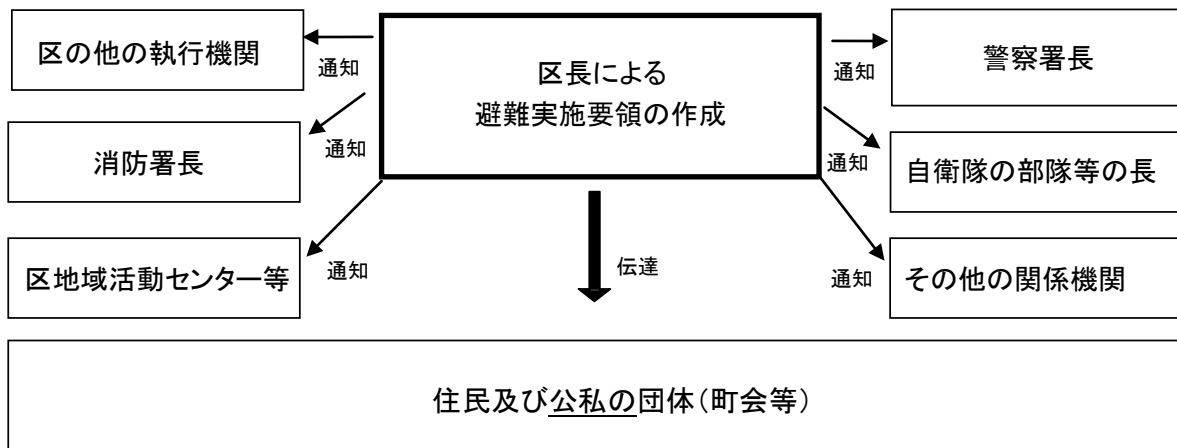 区の他の執行機関
通知
区長による
避難実施要領の作成
通知
警察署長
消防署長
通知
通知
自衛隊の部隊等の長
区地域活動センター等
通知
伝達
通知
その他の関係機関
住民及び公私の団体(町会等)